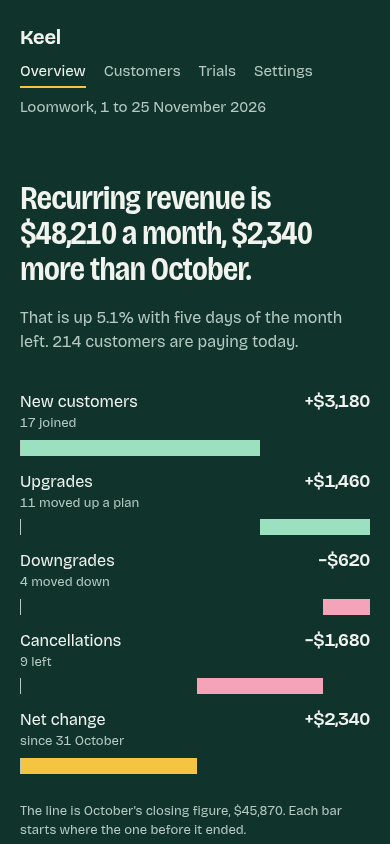 Keel
Overview Customers Trials Settings
Loomwork, 1 to 25 November 2026
Recurring revenue is
$48,210 a month, $2,340
more than October.
That is up 5.1% with five days of the month
left. 214 customers are paying today.
New customers +$3,180
17 joined
Upgrades +$1,460
11 moved up a plan
Downgrades −$620
4 moved down
Cancellations −$1,680
9 left
Net change +$2,340
since 31 October
The line is October's closing figure, $45,870. Each bar
starts where the one before it ended.